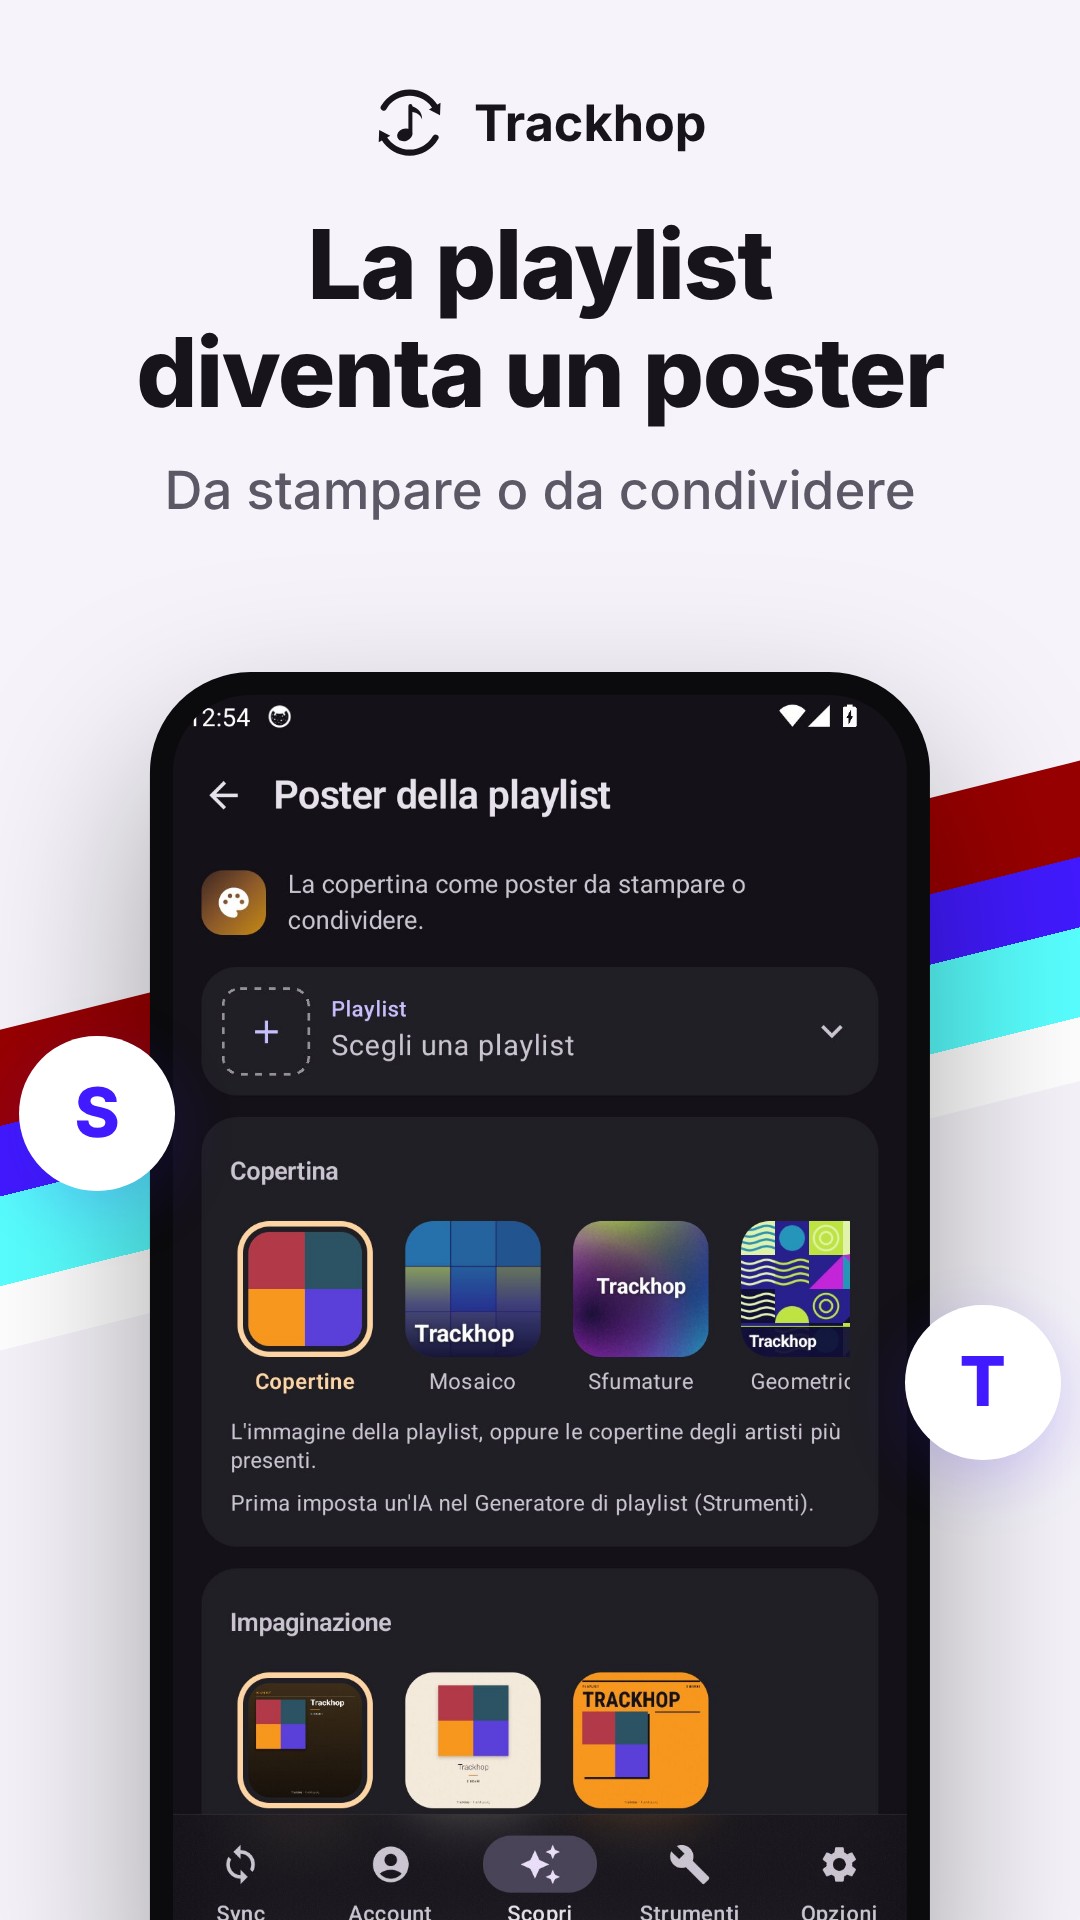 Trackhop
La playlist
diventa un poster
Da stampare o da condividere
12:54
Poster della playlist
La copertina come poster da stampare o
condividere.
Playlist
Scegli una playlist
S
Copertina
Trackhop
Trackhop
Trackhop
Copertine
Mosaico
Sfumature
Geometric
T
L'immagine della playlist, oppure le copertine degli artisti più
presenti.
Prima imposta un'IA nel Generatore di playlist (Strumenti).
Impaginazione
Trackhop
Trackhop
TRACKHOP
Sync
Account
Scopri
Strumenti
Opzioni